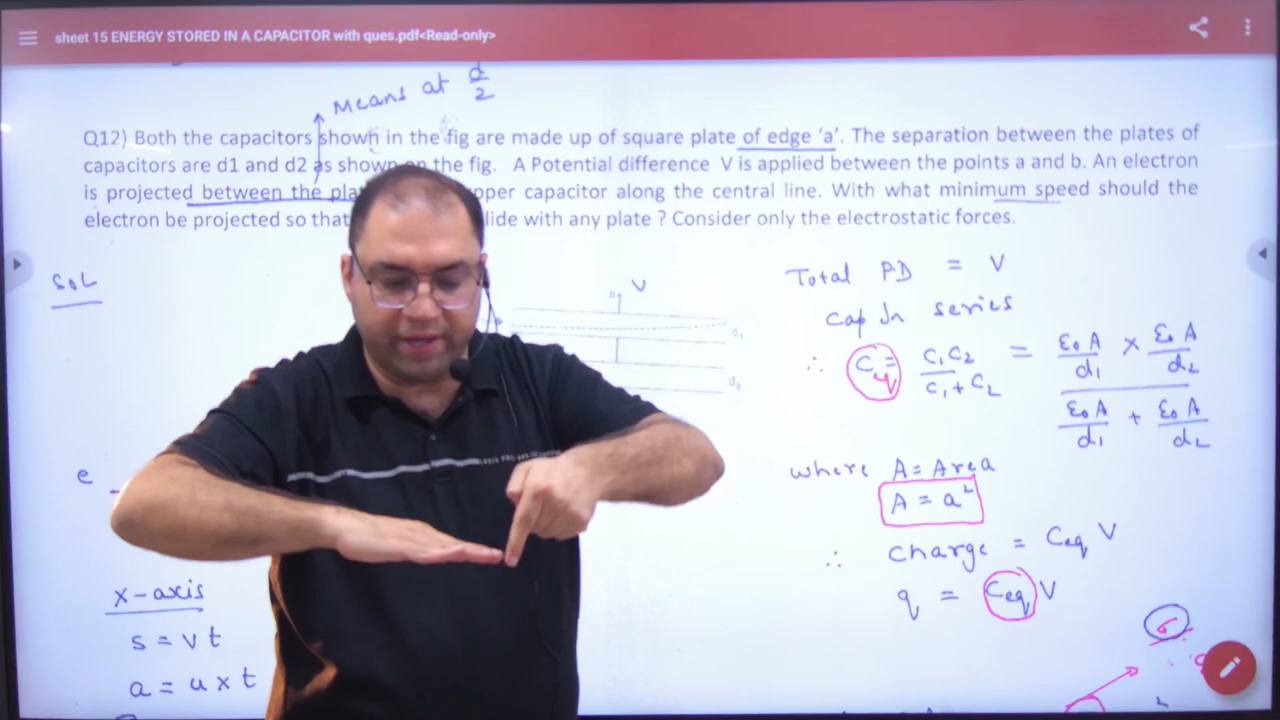 sheet 15 ENERGY STORED IN A CAPACITOR with ques.pdf<Read-only>
Means at d/2
Q12) Both the capacitors shown in the fig are made up of square plate of edge 'a'. The separation between the plates of
capacitors are d1 and d2 as shown on the fig. A Potential difference V is applied between the points a and b. An electron
is projected between the pla oper capacitor along the central line. With what minimum speed should the
electron be projected so that lide with any plate ? Consider only the electrostatic forces.
SOL
V
a
d₁
d₂
e -
x-axis
s = v t
a = u x t
Total PD = V
Cap In series
∴ Ceq = C₁C₂ / C₁+C₂ = ε₀A/d₁ × ε₀A/d₂ / ε₀A/d₁ + ε₀A/d₂
where A = Area
A = a²
∴ charge = Ceq V
q = Ceq V
σ